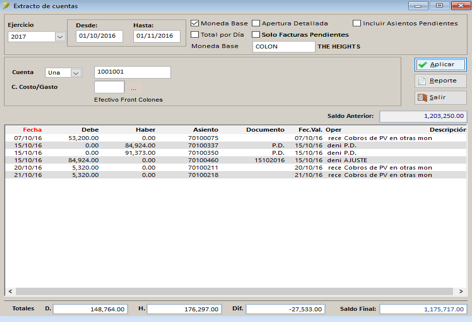 Extracto de cuentas
Ejercicio
2017
Desde:
01/10/2016
Hasta:
01/11/2016
Moneda Base
Apertura Detallada
Incluir Asientos Pendientes
Total por Día
Solo Facturas Pendientes
Moneda Base
COLON
THE HEIGHTS
Cuenta
Una
1001001
C. Costo/Gasto
...
Efectivo Front Colones
Aplicar
Reporte
Salir
Saldo Anterior:
1,203,250.00
Fecha Debe Haber Asiento Documento Fec.Val. Oper Descripciór
07/10/16 53,200.00 0.00 70100075 07/10/16 rece Cobros de PV en otras mon
15/10/16 0.00 84,924.00 70100337 P.D. 15/10/16 deni P.D.
15/10/16 0.00 91,373.00 70100350 P.D. 15/10/16 deni P.D.
15/10/16 84,924.00 0.00 70100460 15102016 15/10/16 deni AJUSTE
20/10/16 5,320.00 0.00 70100211 20/10/16 rece Cobros de PV en otras mon
21/10/16 5,320.00 0.00 70100218 21/10/16 rece Cobros de PV en otras mon
Totales D. 148,764.00 H. 176,297.00 Dif. -27,533.00 Saldo Final: 1,175,717.00